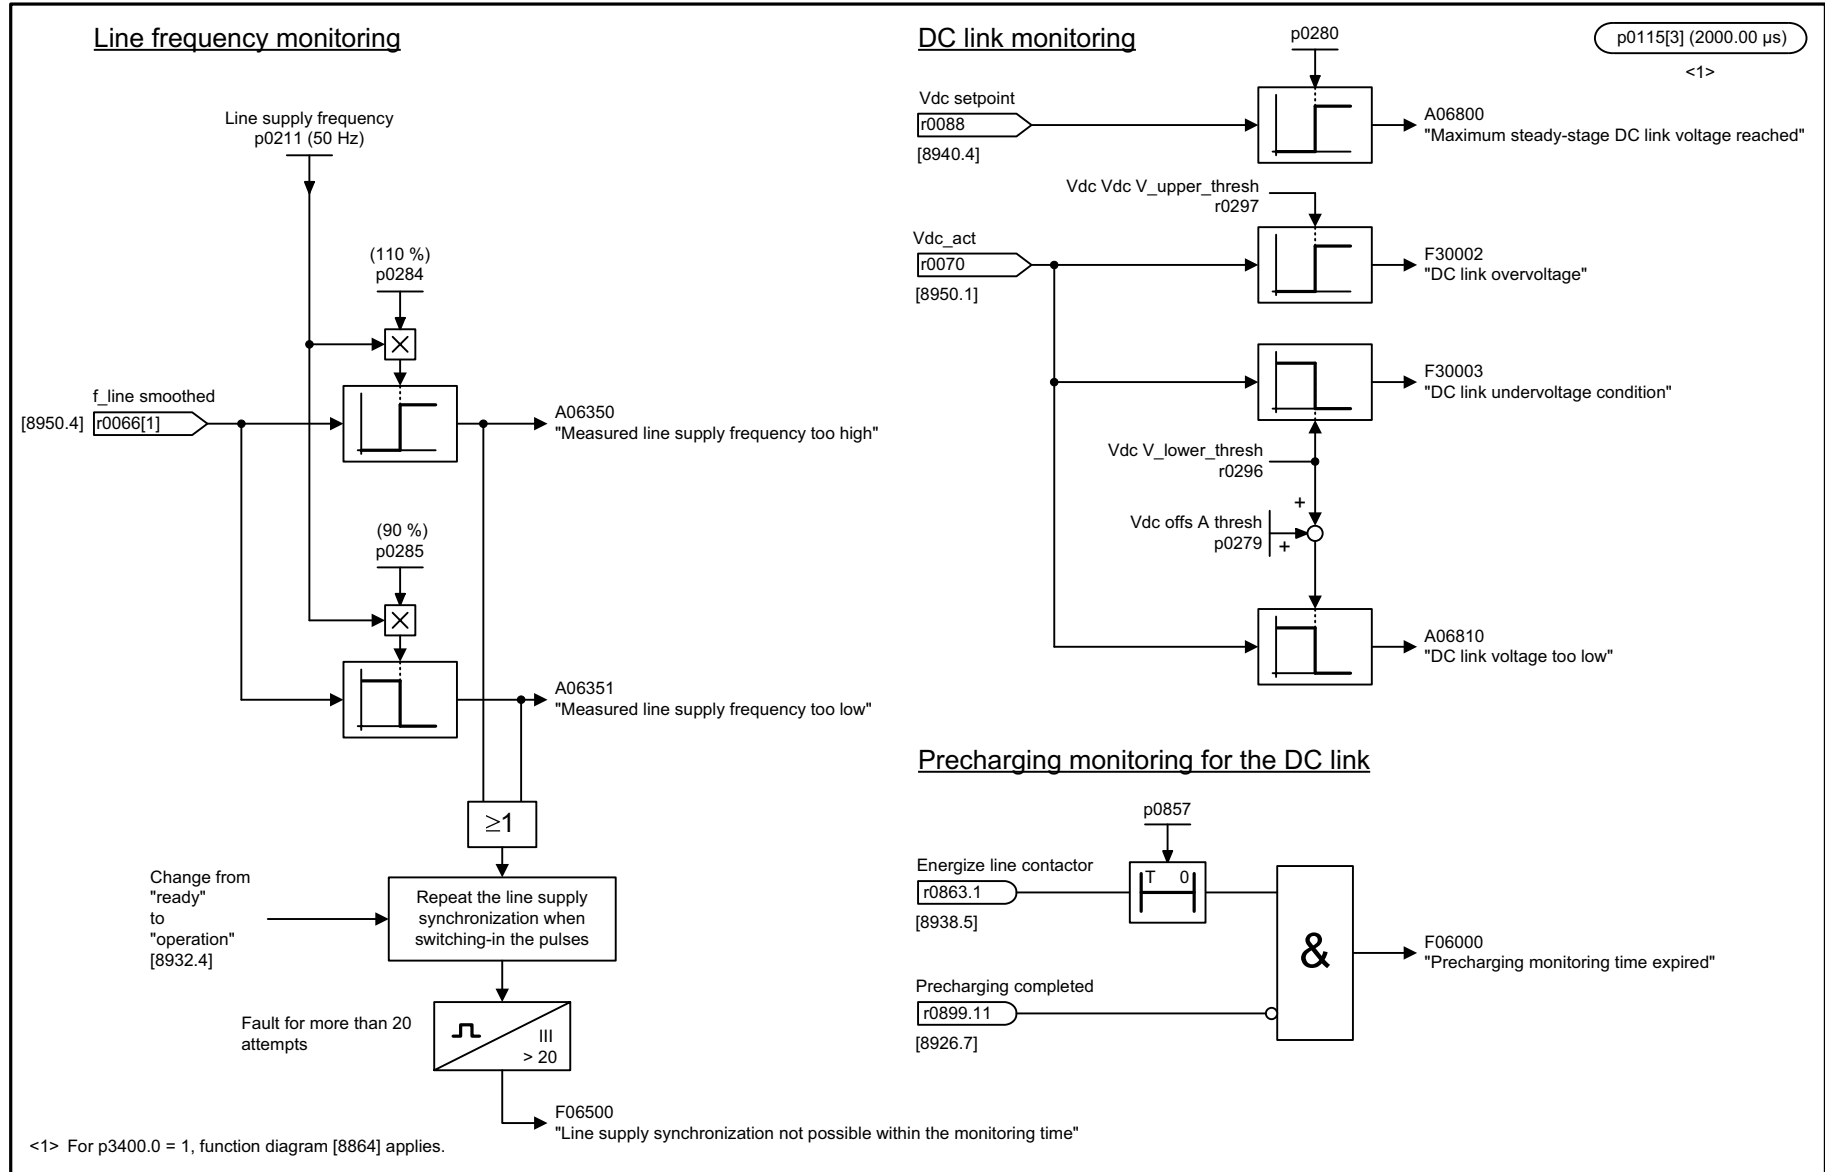 Line frequency monitoring
Line supply frequency
p0211 (50 Hz)
(110 %)
p0284
f_line smoothed
[8950.4]
r0066[1]
A06350
"Measured line supply frequency too high"
(90 %)
p0285
A06351
"Measured line supply frequency too low"
≥1
Change from
"ready"
to
"operation"
[8932.4]
Repeat the line supply
synchronization when
switching-in the pulses
Fault for more than 20
attempts
III
> 20
F06500
"Line supply synchronization not possible within the monitoring time"
<1> For p3400.0 = 1, function diagram [8864] applies.
DC link monitoring
p0280
p0115[3] (2000.00 µs)
<1>
Vdc setpoint
r0088
[8940.4]
A06800
"Maximum steady-stage DC link voltage reached"
Vdc Vdc V_upper_thresh
r0297
Vdc_act
r0070
[8950.1]
F30002
"DC link overvoltage"
F30003
"DC link undervoltage condition"
Vdc V_lower_thresh
r0296
+
Vdc offs A thresh
p0279
+
A06810
"DC link voltage too low"
Precharging monitoring for the DC link
p0857
Energize line contactor
r0863.1
[8938.5]
T 0
&
F06000
"Precharging monitoring time expired"
Precharging completed
r0899.11
[8926.7]